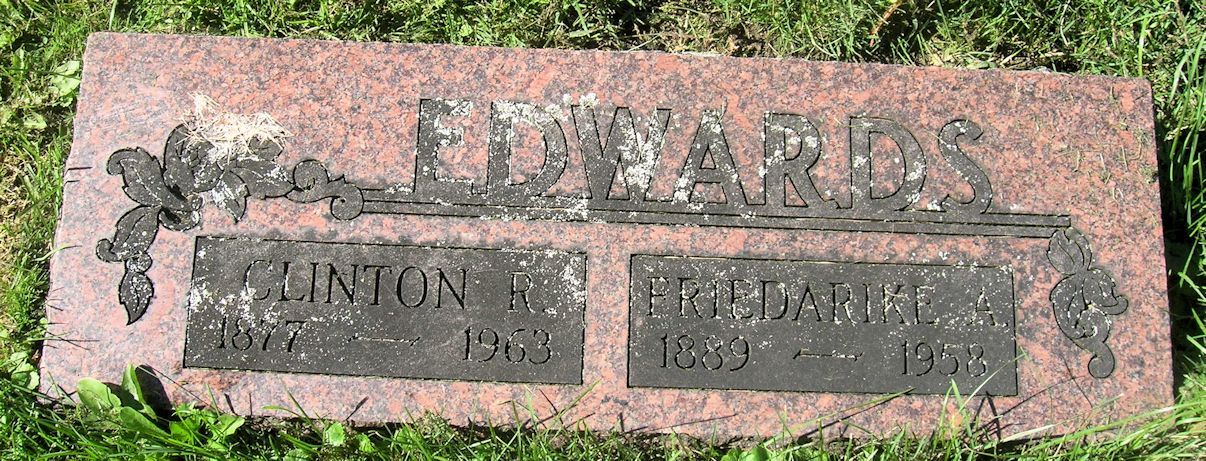 EDWARDS
CLINTON R.
1877 — 1963
FRIEDARIKE A.
1889 — 1958